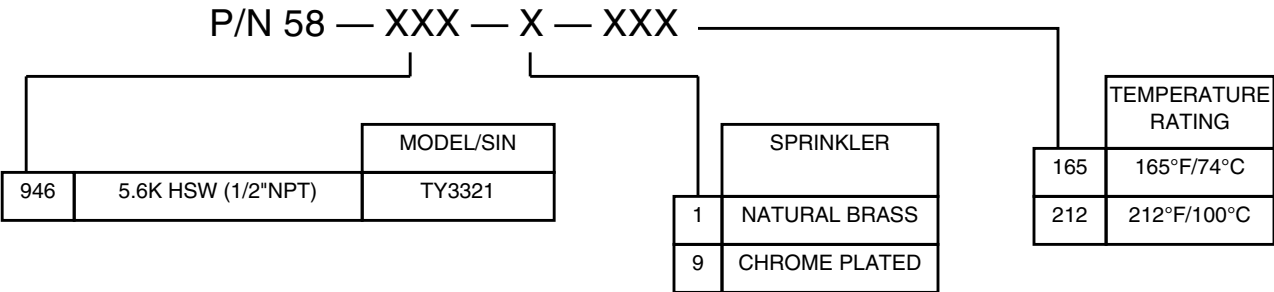 P/N 58 — XXX — X — XXX
MODEL/SIN
946 5.6K HSW (1/2"NPT) TY3321
SPRINKLER
1 NATURAL BRASS
9 CHROME PLATED
TEMPERATURE
RATING
165 165°F/74°C
212 212°F/100°C